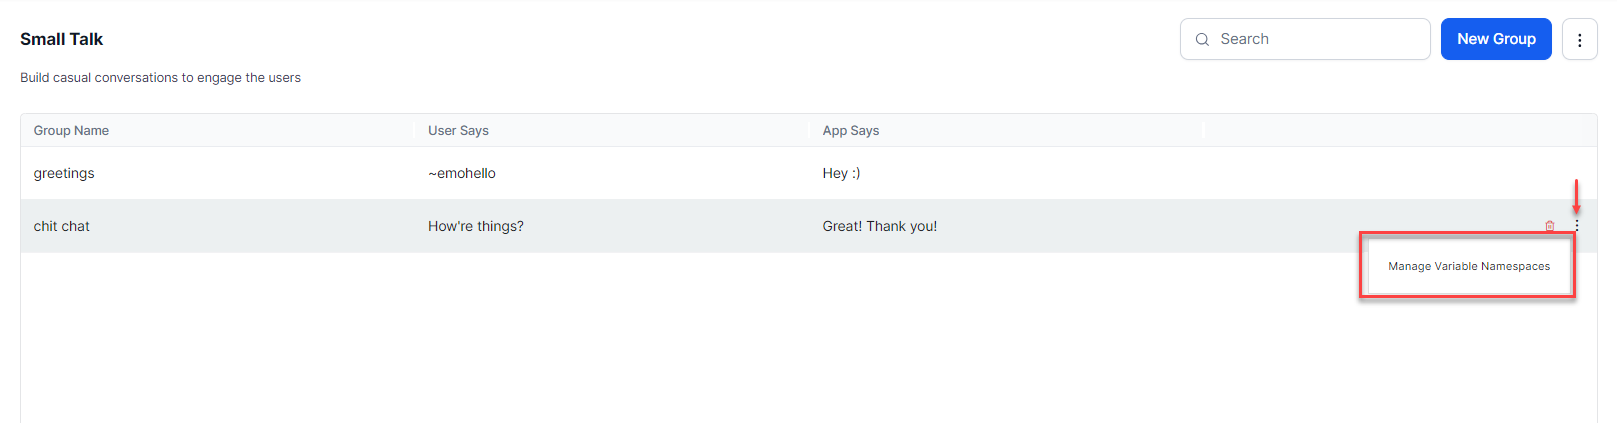 Small Talk
Search
New Group
Build casual conversations to engage the users
Group Name User Says App Says
greetings ~emohello Hey :)
chit chat How're things? Great! Thank you!
Manage Variable Namespaces